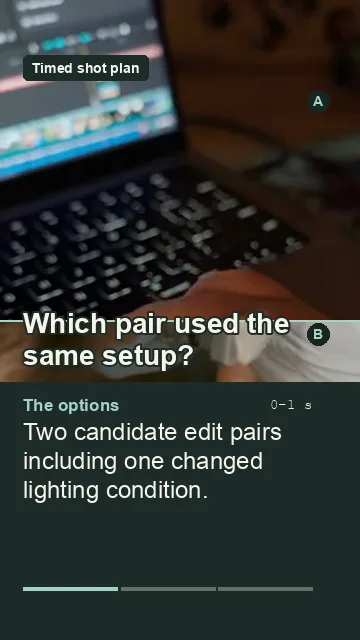 Timed shot plan
A
Which pair used the
same setup?
B
The options
0–1 s
Two candidate edit pairs
including one changed
lighting condition.